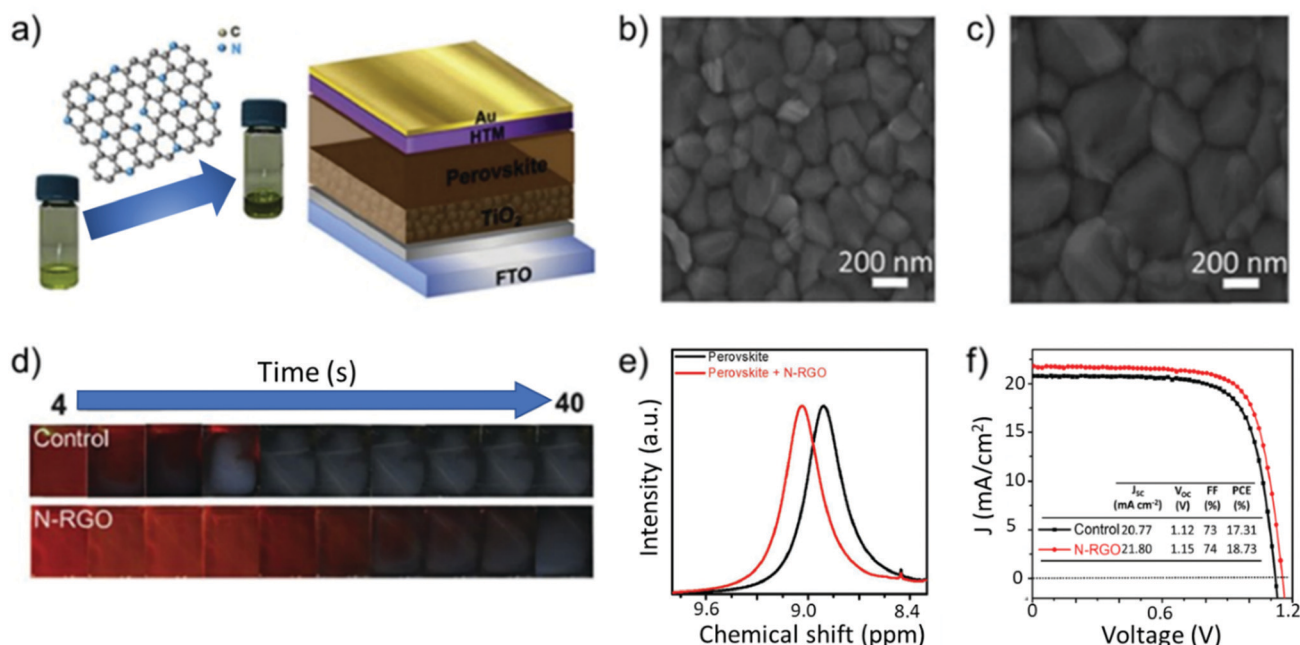 a)
C
N
Au
HTM
Perovskite
TiO₂
FTO
b)
200 nm
c)
200 nm
d)
Time (s)
4
40
Control
N-RGO
e)
Perovskite
Perovskite + N-RGO
Intensity (a.u.)
9.6
9.0
8.4
Chemical shift (ppm)
f)
J (mA/cm²)
20
15
10
5
0
J_SC V_OC FF PCE
(mA cm⁻²) (V) (%) (%)
Control 20.77 1.12 73 17.31
N-RGO 21.80 1.15 74 18.73
0
0.6
1.2
Voltage (V)